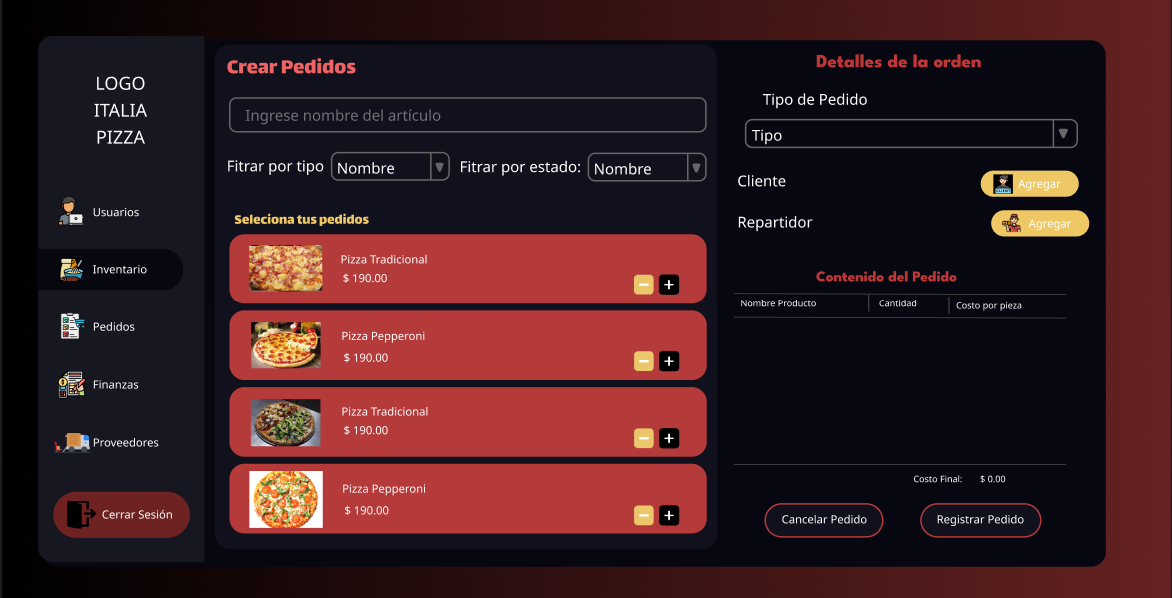 LOGO
ITALIA
PIZZA
Usuarios
Inventario
Pedidos
Finanzas
Proveedores
Cerrar Sesión
Crear Pedidos
Ingrese nombre del artículo
Fitrar por tipo
Nombre
Fitrar por estado:
Nombre
Seleciona tus pedidos
Pizza Tradicional
$ 190.00
Pizza Pepperoni
$ 190.00
Pizza Tradicional
$ 190.00
Pizza Pepperoni
$ 190.00
Detalles de la orden
Tipo de Pedido
Tipo
Cliente
Agregar
Repartidor
Agregar
Contenido del Pedido
Nombre Producto
Cantidad
Costo por pieza
Costo Final: $ 0.00
Cancelar Pedido
Registrar Pedido